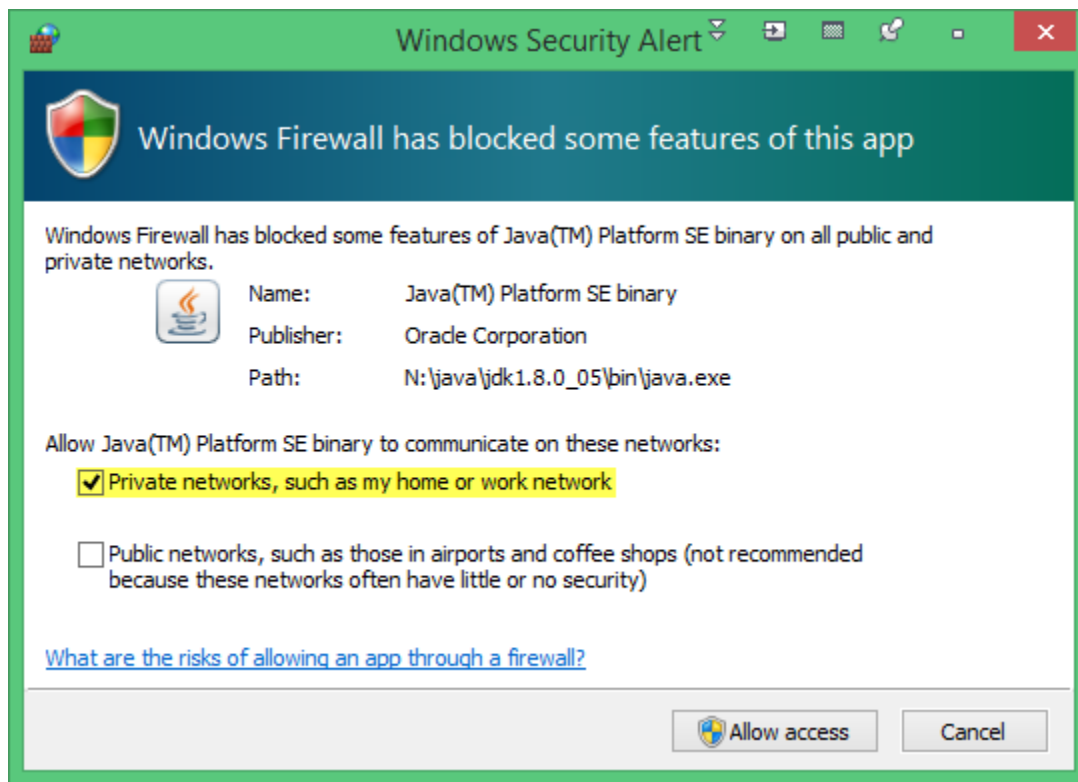 Windows Security Alert
Windows Firewall has blocked some features of this app
Windows Firewall has blocked some features of Java(TM) Platform SE binary on all public and
private networks.
Name: Java(TM) Platform SE binary
Publisher: Oracle Corporation
Path: N:\java\jdk1.8.0_05\bin\java.exe
Allow Java(TM) Platform SE binary to communicate on these networks:
Private networks, such as my home or work network
Public networks, such as those in airports and coffee shops (not recommended
because these networks often have little or no security)
What are the risks of allowing an app through a firewall?
Allow access Cancel